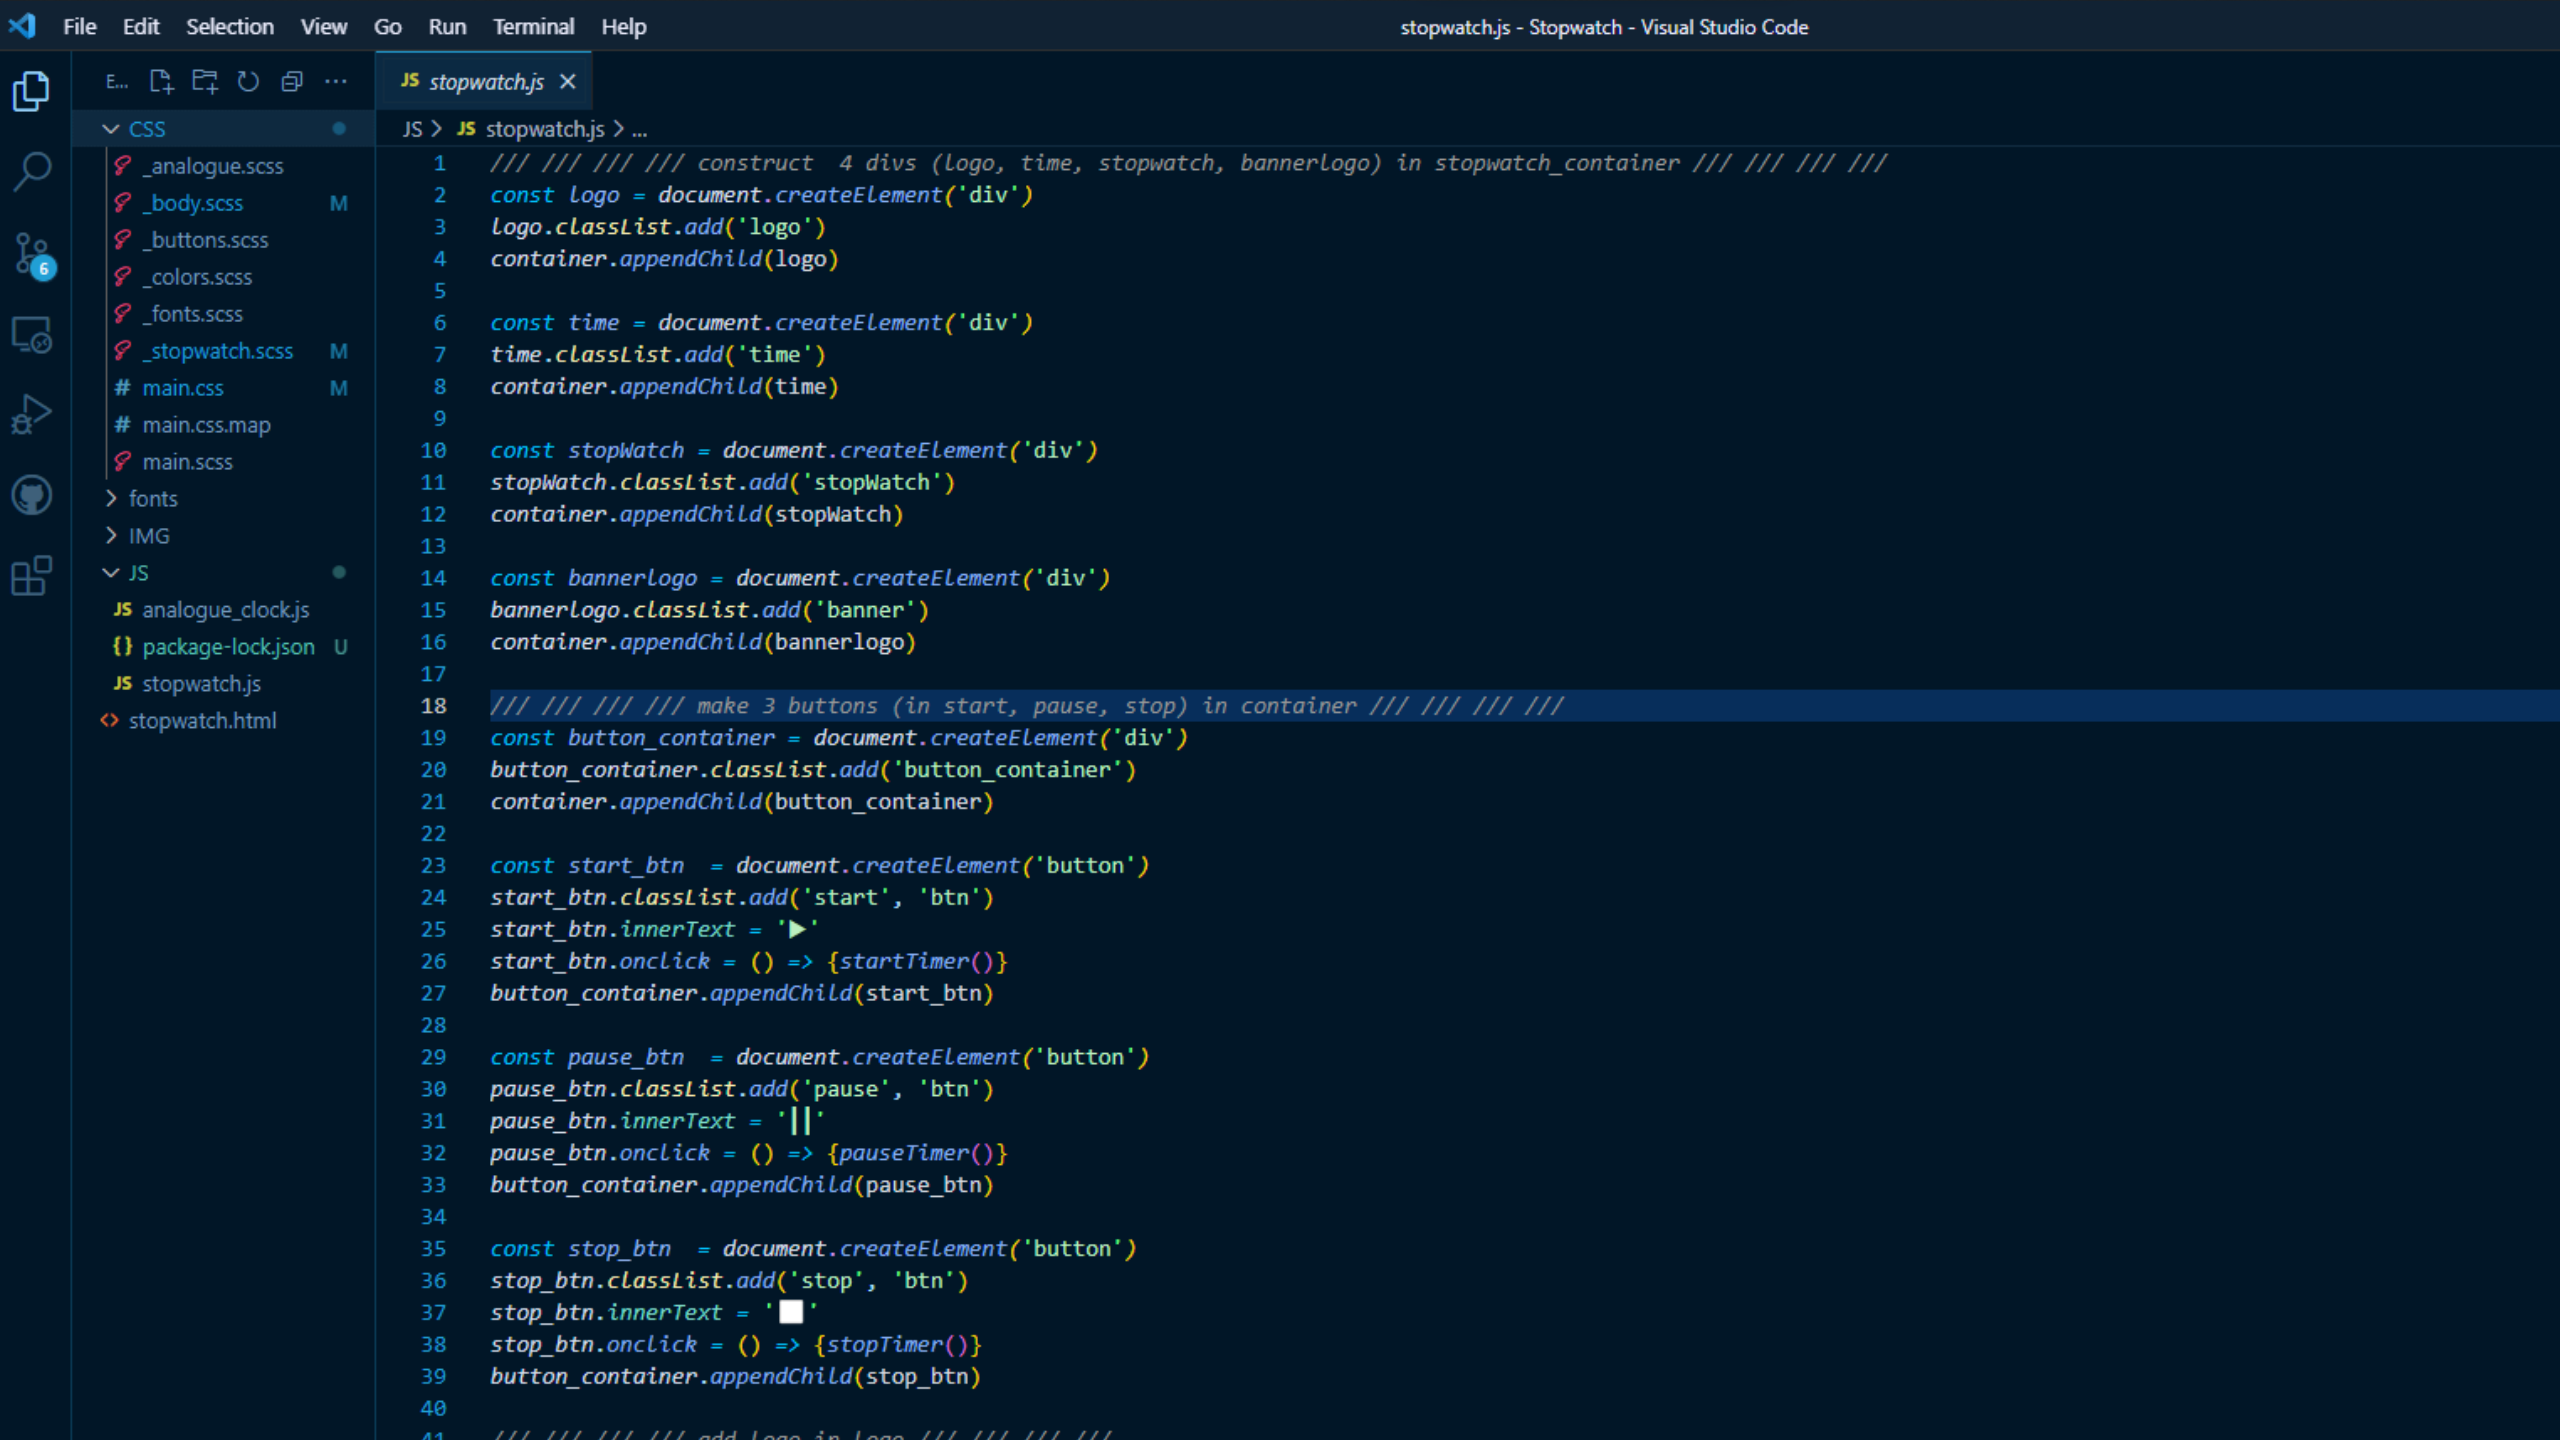 File Edit Selection View Go Run Terminal Help
stopwatch.js - Stopwatch - Visual Studio Code
E...
CSS
_analogue.scss
_body.scss M
_buttons.scss
_colors.scss
_fonts.scss
_stopwatch.scss M
main.css M
main.css.map
main.scss
fonts
IMG
JS
JS analogue_clock.js
{} package-lock.json U
JS stopwatch.js
<> stopwatch.html
6
JS stopwatch.js ×
JS > JS stopwatch.js > ...
1 /// /// /// /// construct  4 divs (logo, time, stopwatch, bannerlogo) in stopwatch_container /// /// /// ///
2 const logo = document.createElement('div')
3 logo.classList.add('logo')
4 container.appendChild(logo)
5
6 const time = document.createElement('div')
7 time.classList.add('time')
8 container.appendChild(time)
9
10 const stopWatch = document.createElement('div')
11 stopWatch.classList.add('stopWatch')
12 container.appendChild(stopWatch)
13
14 const bannerlogo = document.createElement('div')
15 bannerlogo.classList.add('banner')
16 container.appendChild(bannerlogo)
17
18 /// /// /// /// make 3 buttons (in start, pause, stop) in container /// /// /// ///
19 const button_container = document.createElement('div')
20 button_container.classList.add('button_container')
21 container.appendChild(button_container)
22
23 const start_btn  = document.createElement('button')
24 start_btn.classList.add('start', 'btn')
25 start_btn.innerText = '▶'
26 start_btn.onclick = () => {startTimer()}
27 button_container.appendChild(start_btn)
28
29 const pause_btn  = document.createElement('button')
30 pause_btn.classList.add('pause', 'btn')
31 pause_btn.innerText = '||'
32 pause_btn.onclick = () => {pauseTimer()}
33 button_container.appendChild(pause_btn)
34
35 const stop_btn  = document.createElement('button')
36 stop_btn.classList.add('stop', 'btn')
37 stop_btn.innerText = '⬜'
38 stop_btn.onclick = () => {stopTimer()}
39 button_container.appendChild(stop_btn)
40
41 /// /// /// /// add logo in logo /// /// /// ///